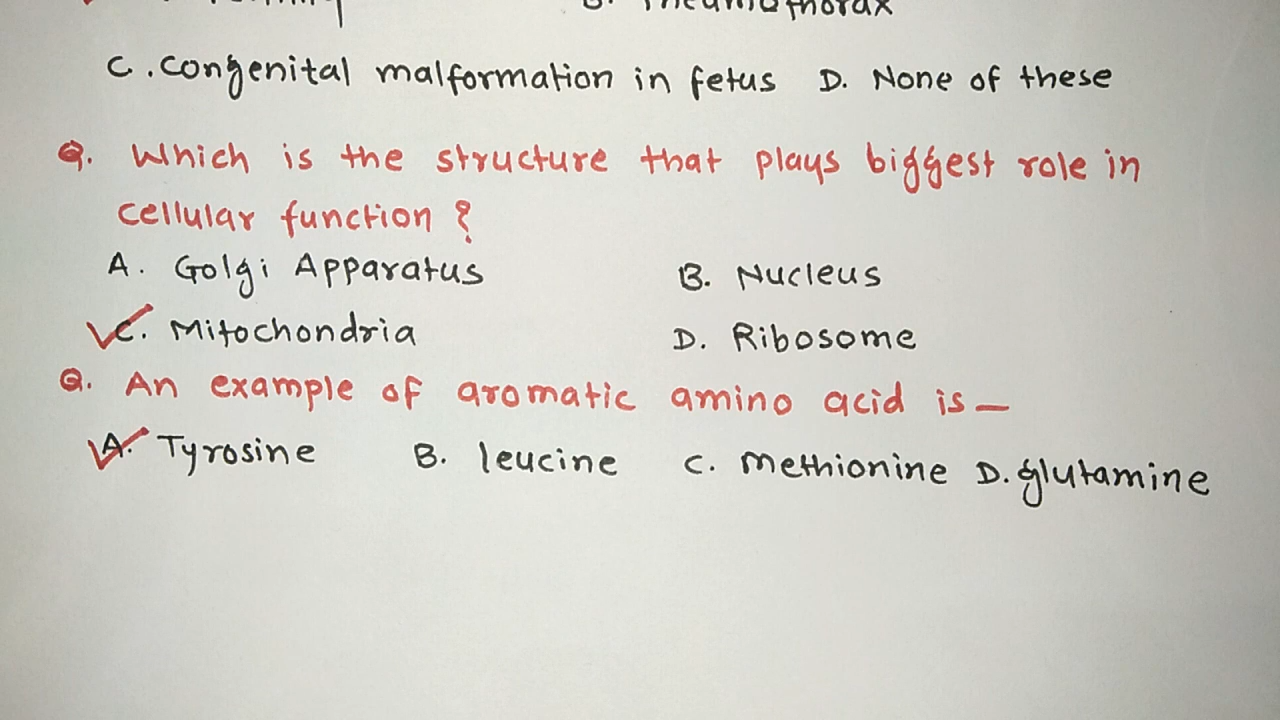 C. Congenital malformation in fetus D. None of these
Q. Which is the structure that plays biggest role in
cellular function ?
A. Golgi Apparatus B. Nucleus
C. Mitochondria D. Ribosome
Q. An example of aromatic amino acid is —
A. Tyrosine B. leucine C. methionine D. glutamine